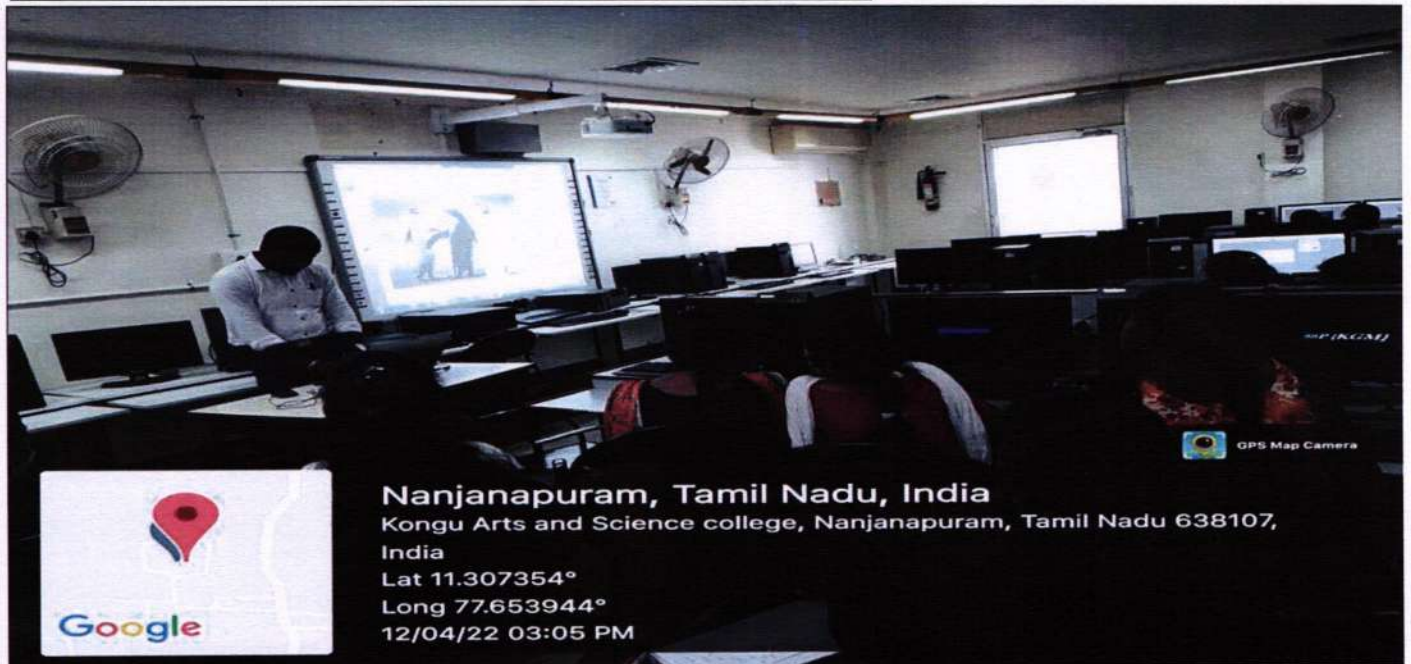 GPS Map Camera
Nanjanapuram, Tamil Nadu, India
Kongu Arts and Science college, Nanjanapuram, Tamil Nadu 638107,
India
Lat 11.307354°
Long 77.653944°
12/04/22 03:05 PM
Google